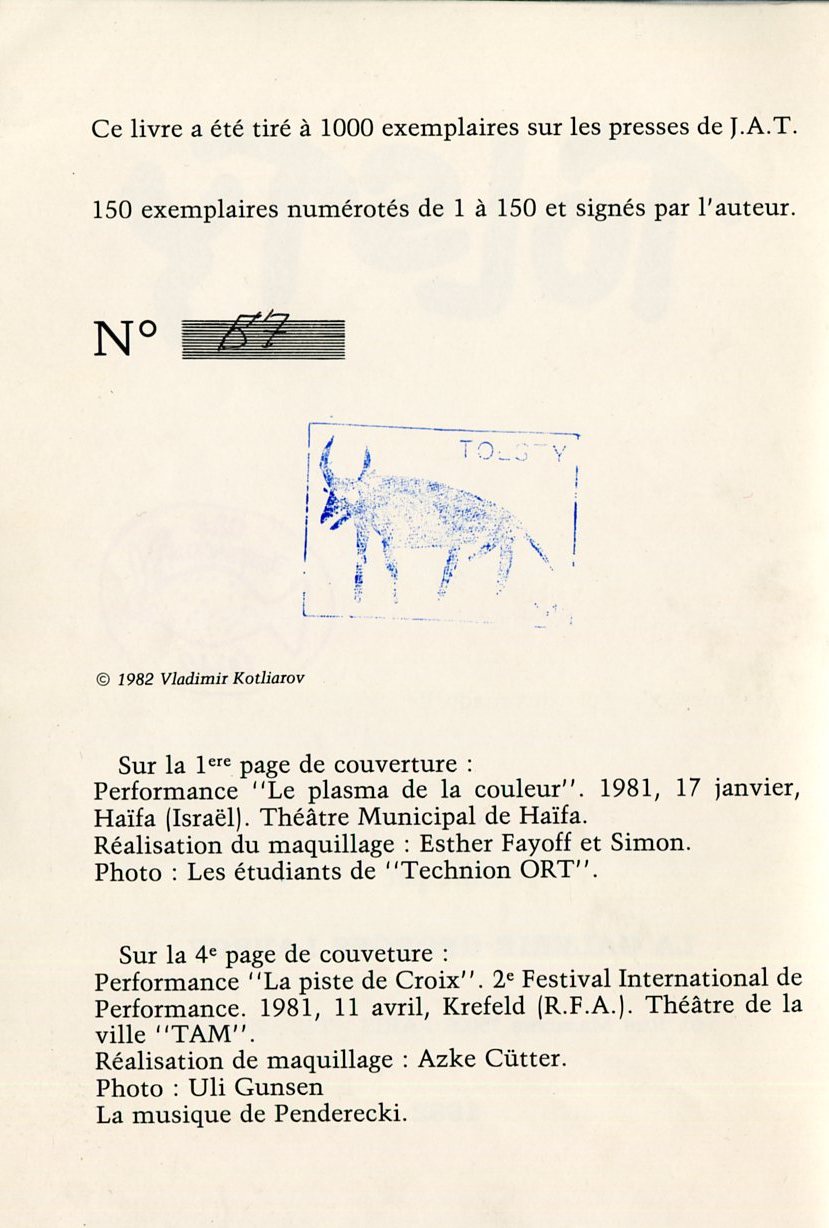 Ce livre a été tiré à 1000 exemplaires sur les presses de J.A.T.
150 exemplaires numérotés de 1 à 150 et signés par l'auteur.
N° 57
TOLSTY
© 1982 Vladimir Kotliarov
Sur la 1ere page de couverture :
Performance ‘‘Le plasma de la couleur’’. 1981, 17 janvier,
Haïfa (Israël). Théâtre Municipal de Haïfa.
Réalisation du maquillage : Esther Fayoff et Simon.
Photo : Les étudiants de ‘‘Technion ORT’’.
Sur la 4e page de couveture :
Performance ‘‘La piste de Croix’’. 2e Festival International de
Performance. 1981, 11 avril, Krefeld (R.F.A.). Théâtre de la
ville ‘‘TAM’’.
Réalisation de maquillage : Azke Cütter.
Photo : Uli Gunsen
La musique de Penderecki.